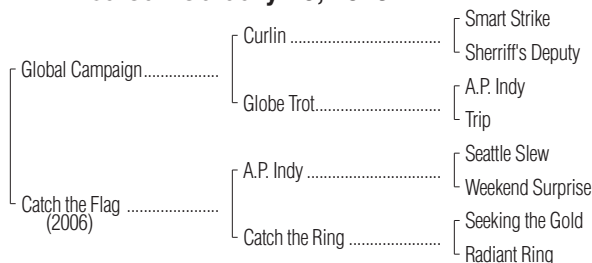 Smart Strike
Curlin ......................................
Sheriff's Deputy
Global Campaign...................
A.P. Indy
Globe Trot................................
Trip
Seattle Slew
A.P. Indy ..................................
Weekend Surprise
Catch the Flag .......................
(2006)
Seeking the Gold
Catch the Ring ........................
Radiant Ring